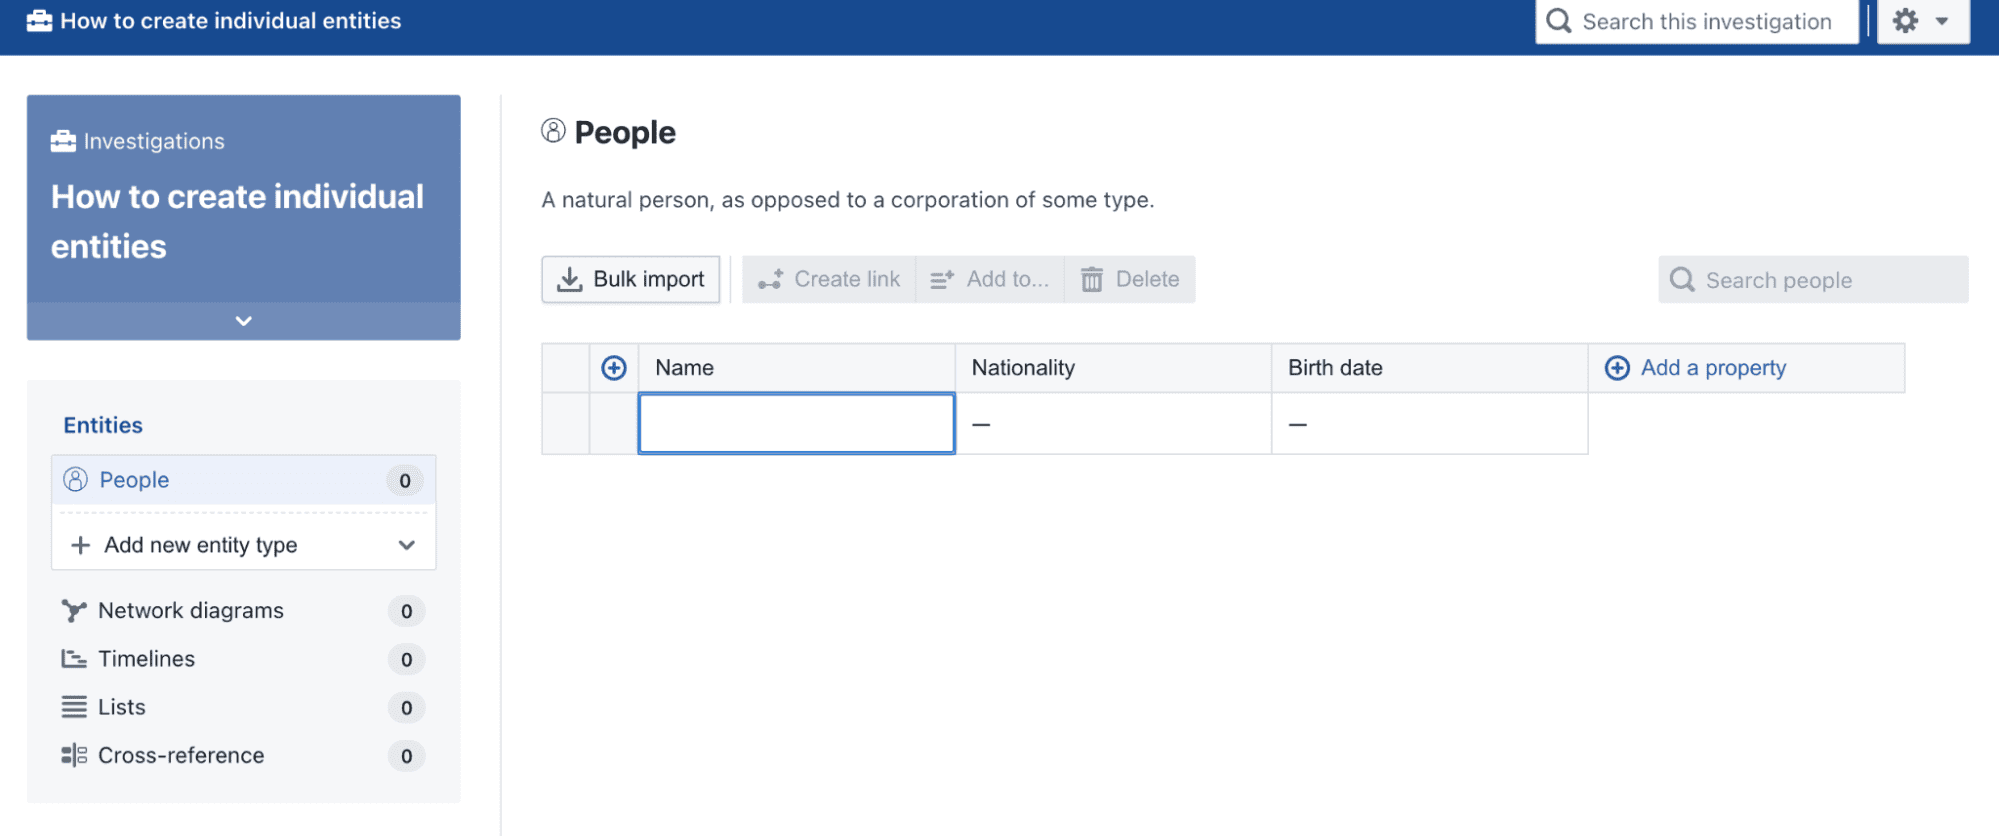 How to create individual entities
Search this investigation
Investigations
How to create individual
entities
Entities
People 0
Add new entity type
Network diagrams 0
Timelines 0
Lists 0
Cross-reference 0
People
A natural person, as opposed to a corporation of some type.
Bulk import Create link Add to... Delete Search people
Name Nationality Birth date Add a property
— —